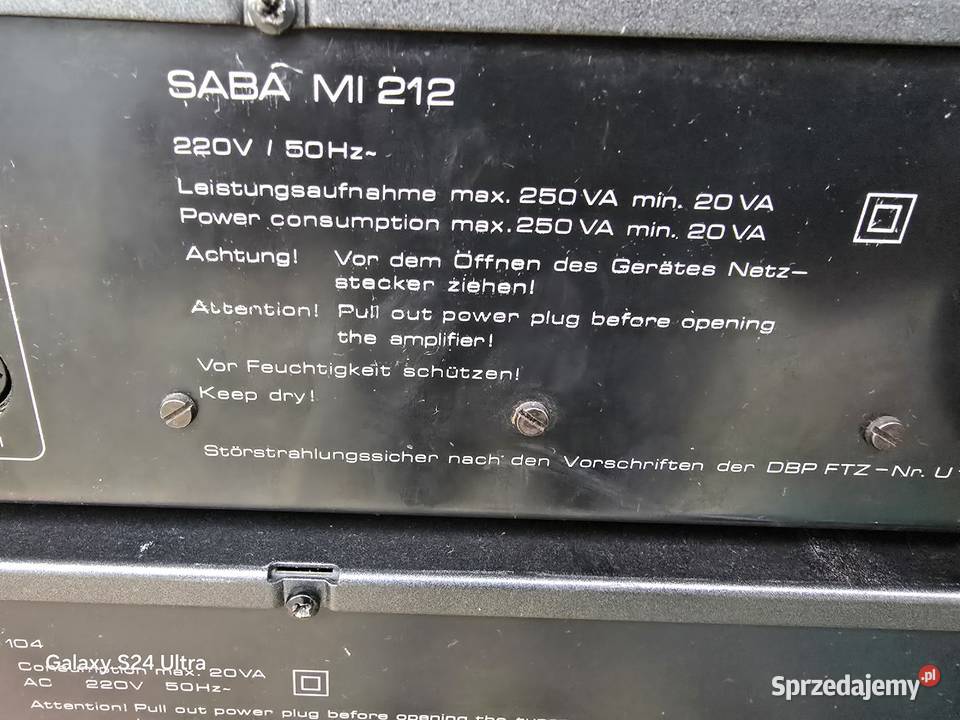 SABA MI 212
220V / 50Hz~
Leistungsaufnahme max. 250 VA min. 20 VA
Power consumption max. 250 VA min. 20 VA
Achtung! Vor dem Öffnen des Gerätes Netz-
stecker ziehen!
Attention! Pull out power plug before opening
the amplifier!
Vor Feuchtigkeit schützen!
Keep dry!
Störstrahlungssicher nach den Vorschriften der DBP FTZ-Nr. U
104
Galaxy S24 Ultra
Consumption max. 20VA
AC 220V 50Hz~
Attention! Pull out power plug before opening the
Sprzedajemy.pl